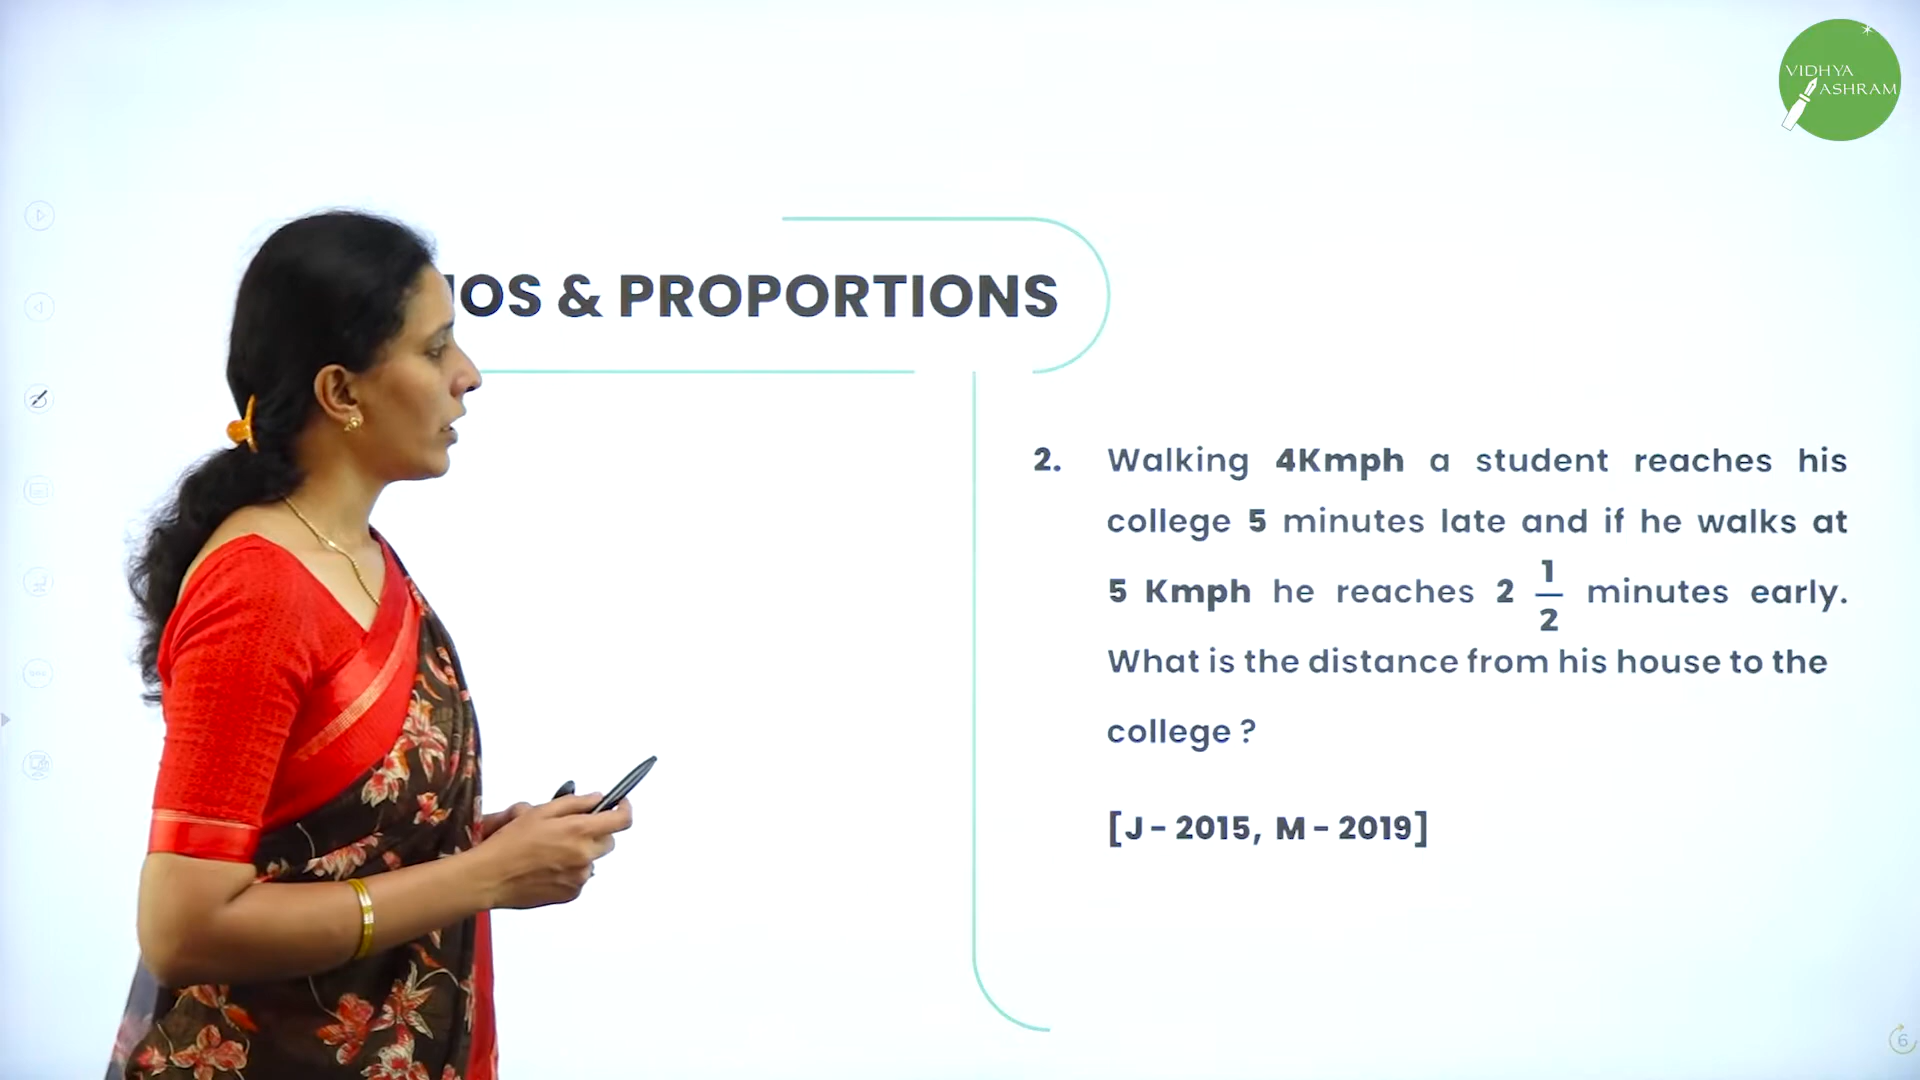 VIDHYA
ASHRAM
IOS & PROPORTIONS
2. Walking 4Kmph a student reaches his
college 5 minutes late and if he walks at
5 Kmph he reaches 2 1/2 minutes early.
What is the distance from his house to the
college ?
[J - 2015, M - 2019]
6